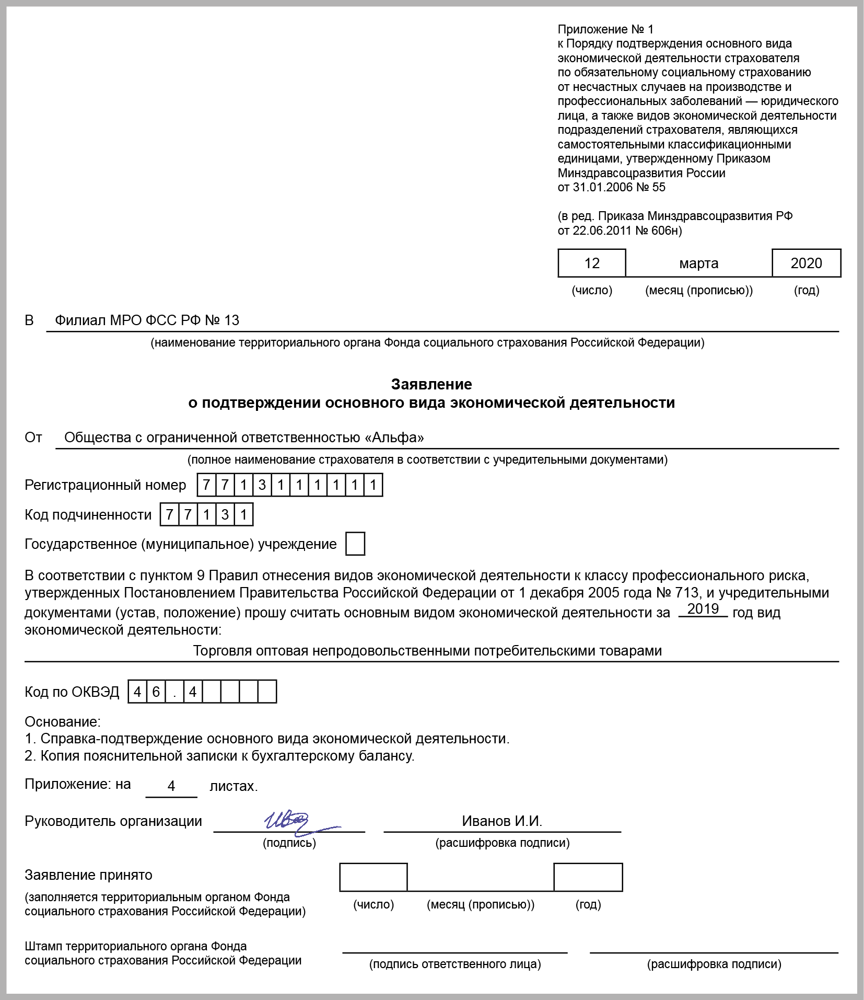 Приложение № 1
к Порядку подтверждения основного вида
экономической деятельности страхователя
по обязательному социальному страхованию
от несчастных случаев на производстве и
профессиональных заболеваний — юридического
лица, а также видов экономической деятельности
подразделений страхователя, являющихся
самостоятельными классификационными
единицами, утвержденному Приказом
Минздравсоцразвития России
от 31.01.2006 № 55
(в ред. Приказа Минздравсоцразвития РФ
от 22.06.2011 № 606н)
12 марта 2020
(число) (месяц (прописью)) (год)
В Филиал МРО ФСС РФ № 13
(наименование территориального органа Фонда социального страхования Российской Федерации)
Заявление
о подтверждении основного вида экономической деятельности
От Общества с ограниченной ответственностью «Альфа»
(полное наименование страхователя в соответствии с учредительными документами)
Регистрационный номер 7 7 1 3 1 1 1 1 1 1
Код подчиненности 7 7 1 3 1
Государственное (муниципальное) учреждение
В соответствии с пунктом 9 Правил отнесения видов экономической деятельности к классу профессионального риска,
утвержденных Постановлением Правительства Российской Федерации от 1 декабря 2005 года № 713, и учредительными
документами (устав, положение) прошу считать основным видом экономической деятельности за 2019 год вид
экономической деятельности:
Торговля оптовая непродовольственными потребительскими товарами
Код по ОКВЭД 4 6 . 4
Основание:
1. Справка-подтверждение основного вида экономической деятельности.
2. Копия пояснительной записки к бухгалтерскому балансу.
Приложение: на 4 листах.
Руководитель организации Иванов И.И.
(подпись) (расшифровка подписи)
Заявление принято
(заполняется территориальным органом Фонда
социального страхования Российской Федерации)
(число) (месяц (прописью)) (год)
Штамп территориального органа Фонда
социального страхования Российской Федерации
(подпись ответственного лица) (расшифровка подписи)